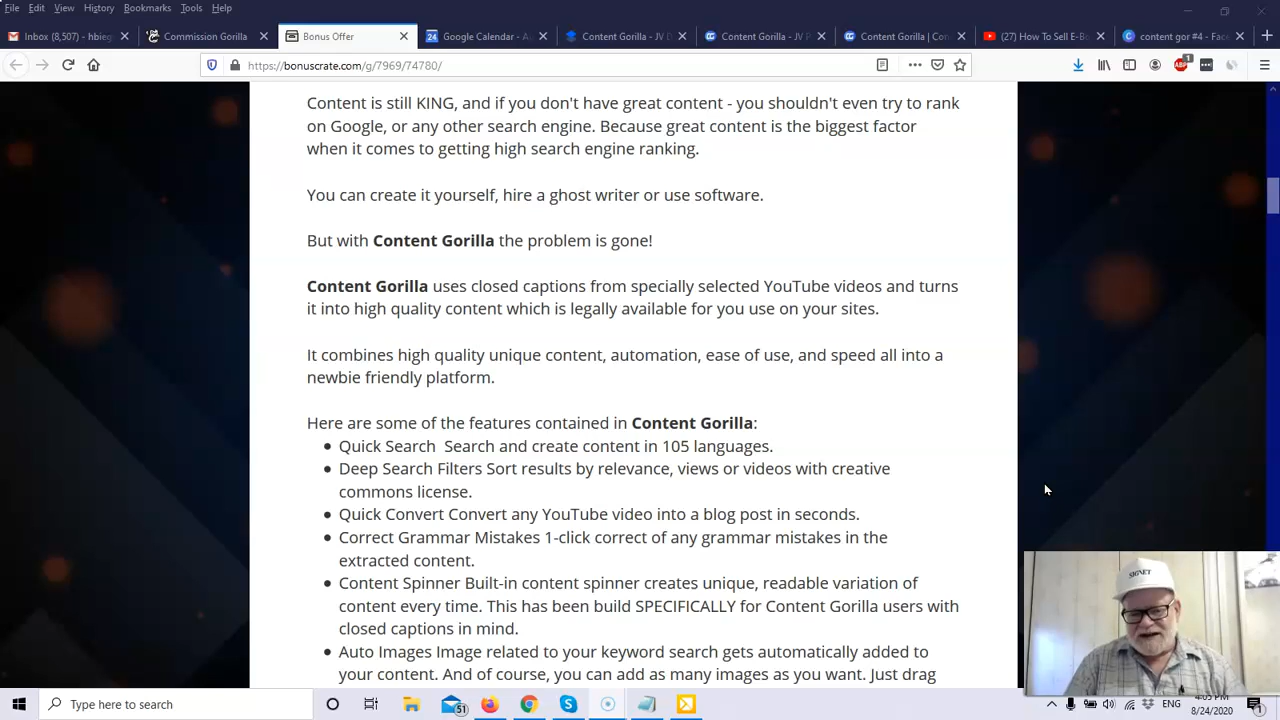 File Edit View History Bookmarks Tools Help
Inbox (8,507) - hbieg
Commission Gorilla
Bonus Offer
Google Calendar - Au
Content Gorilla - JV D
Content Gorilla - JV P
Content Gorilla | Con
(27) How To Sell E-Bo
content gor #4 - Face
https://bonuscrate.com/g/7969/74780/
ABP 1
Content is still KING, and if you don't have great content - you shouldn't even try to rank
on Google, or any other search engine. Because great content is the biggest factor
when it comes to getting high search engine ranking.
You can create it yourself, hire a ghost writer or use software.
But with Content Gorilla the problem is gone!
Content Gorilla uses closed captions from specially selected YouTube videos and turns
it into high quality content which is legally available for you use on your sites.
It combines high quality unique content, automation, ease of use, and speed all into a
newbie friendly platform.
Here are some of the features contained in Content Gorilla:
• Quick Search Search and create content in 105 languages.
• Deep Search Filters Sort results by relevance, views or videos with creative
commons license.
• Quick Convert Convert any YouTube video into a blog post in seconds.
• Correct Grammar Mistakes 1-click correct of any grammar mistakes in the
extracted content.
• Content Spinner Built-in content spinner creates unique, readable variation of
content every time. This has been build SPECIFICALLY for Content Gorilla users with
closed captions in mind.
• Auto Images Image related to your keyword search gets automatically added to
your content. And of course, you can add as many images as you want. Just drag
SIGNET
Type here to search
51
ENG
4:05 PM
8/24/2020
1